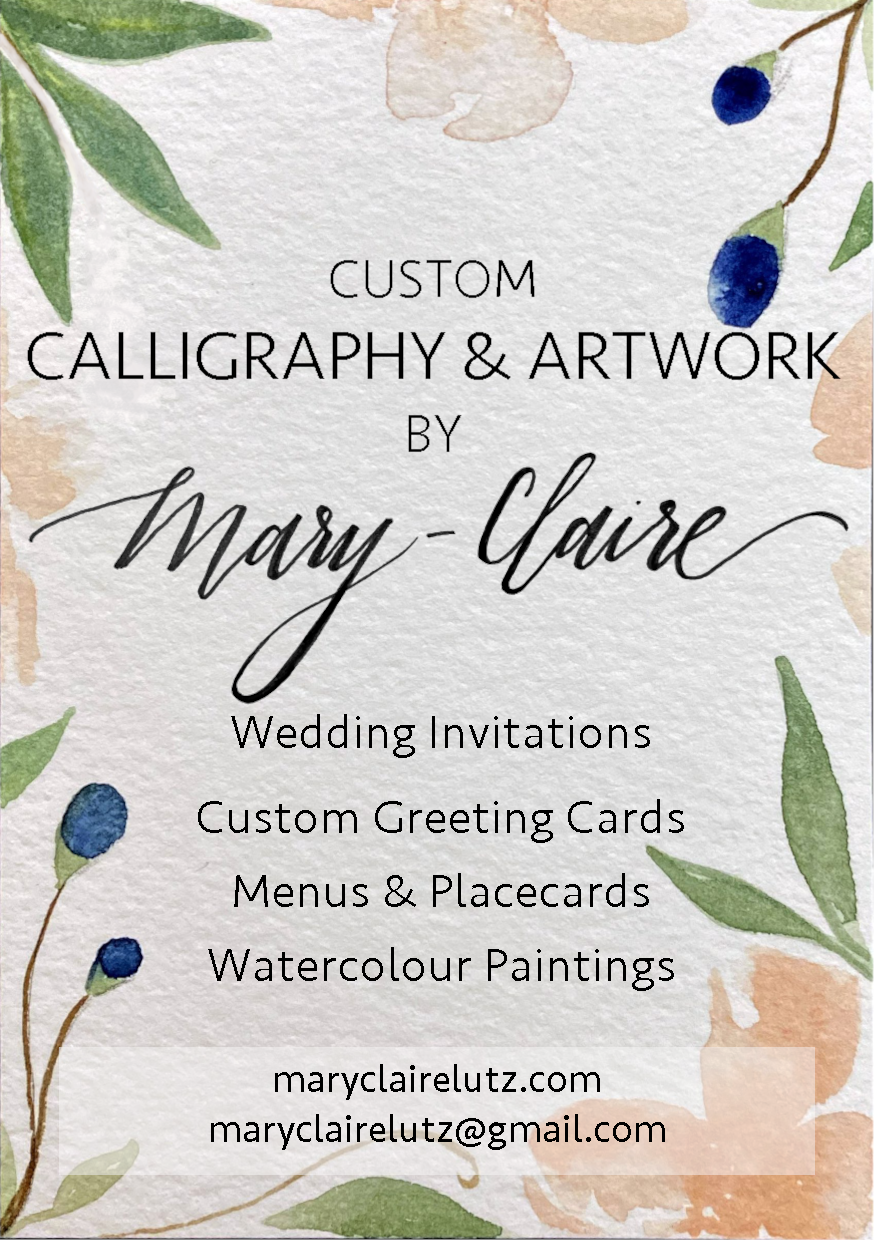 CUSTOM
CALLIGRAPHY & ARTWORK
BY
Mary-Claire
Wedding Invitations
Custom Greeting Cards
Menus & Placecards
Watercolour Paintings
maryclairelutz.com
maryclairelutz@gmail.com